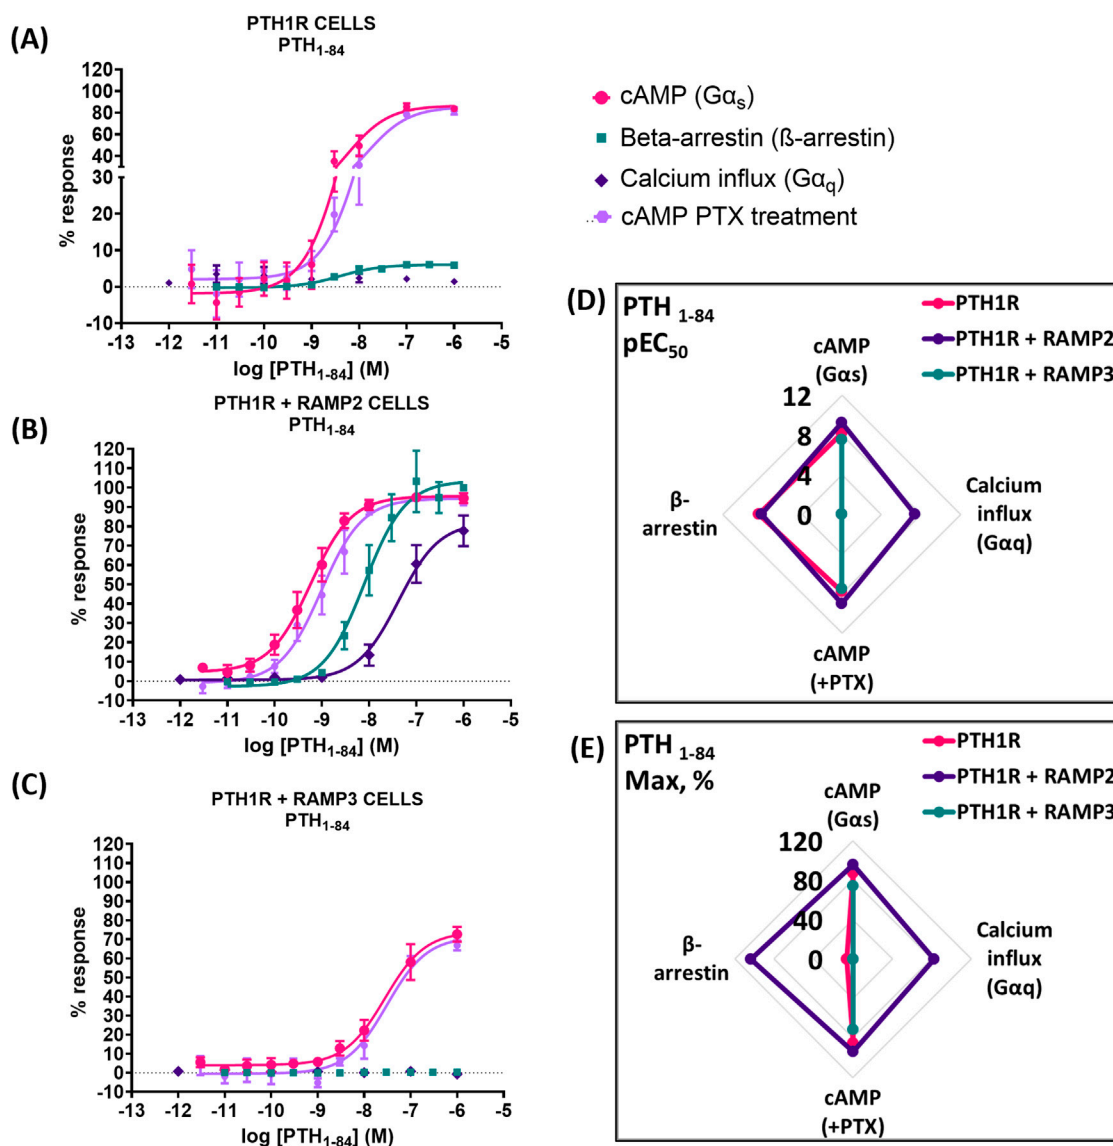 (A)
PTH1R CELLS
PTH1-84
120
100
80
60
40
30
20
10
0
-10
% response
-13 -12 -11 -10 -9 -8 -7 -6 -5
log [PTH1-84] (M)
cAMP (Gαs)
Beta-arrestin (ß-arrestin)
Calcium influx (Gαq)
cAMP PTX treatment
(B)
PTH1R + RAMP2 CELLS
PTH1-84
120
110
100
90
80
70
60
50
40
30
20
10
0
-10
% response
-13 -12 -11 -10 -9 -8 -7 -6 -5
log [PTH1-84] (M)
(C)
PTH1R + RAMP3 CELLS
PTH1-84
120
110
100
90
80
70
60
50
40
30
20
10
0
-10
% response
-13 -12 -11 -10 -9 -8 -7 -6 -5
log [PTH1-84] (M)
(D)
PTH 1-84
pEC50
PTH1R
PTH1R + RAMP2
PTH1R + RAMP3
cAMP
(Gαs)
12
8
4
0
β-
arrestin
Calcium
influx
(Gαq)
cAMP
(+PTX)
(E)
PTH 1-84
Max, %
PTH1R
PTH1R + RAMP2
PTH1R + RAMP3
cAMP
(Gαs)
120
80
40
0
β-
arrestin
Calcium
influx
(Gαq)
cAMP
(+PTX)